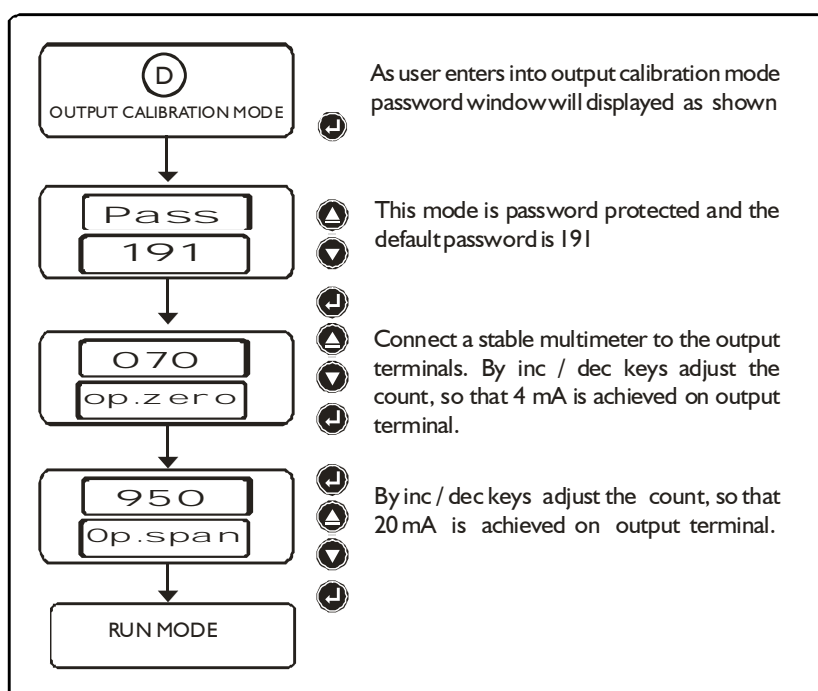 D
OUTPUT CALIBRATION MODE
As user enters into output calibration mode
password window will displayed as shown
Pass
191
This mode is password protected and the
default password is 191
070
op.zero
Connect a stable multimeter to the output
terminals. By inc / dec keys adjust the
count, so that 4 mA is achieved on output
terminal.
950
Op.span
By inc / dec keys adjust the count, so that
20 mA is achieved on output terminal.
RUN MODE